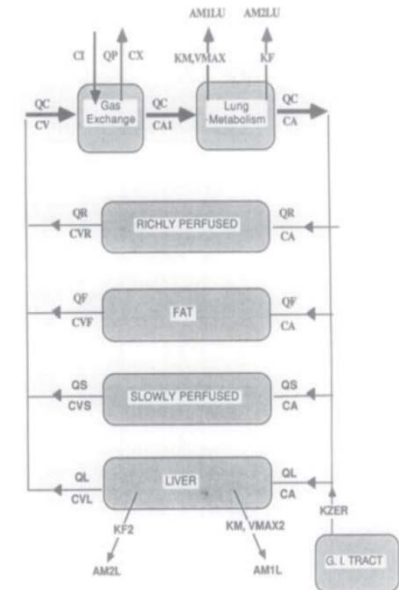 AM1LU AM2LU
CI QP CX KM,VMAX KF
QC Gas QC Lung QC
CV Exchange CA1 Metabolism CA
QR RICHLY PERFUSED QR
CVR CA
QF FAT QF
CVF CA
QS SLOWLY PERFUSED QS
CVS CA
QL LIVER QL
CVL CA
KZER
KF2 KM, VMAX2
AM2L AM1L
G. I. TRACT